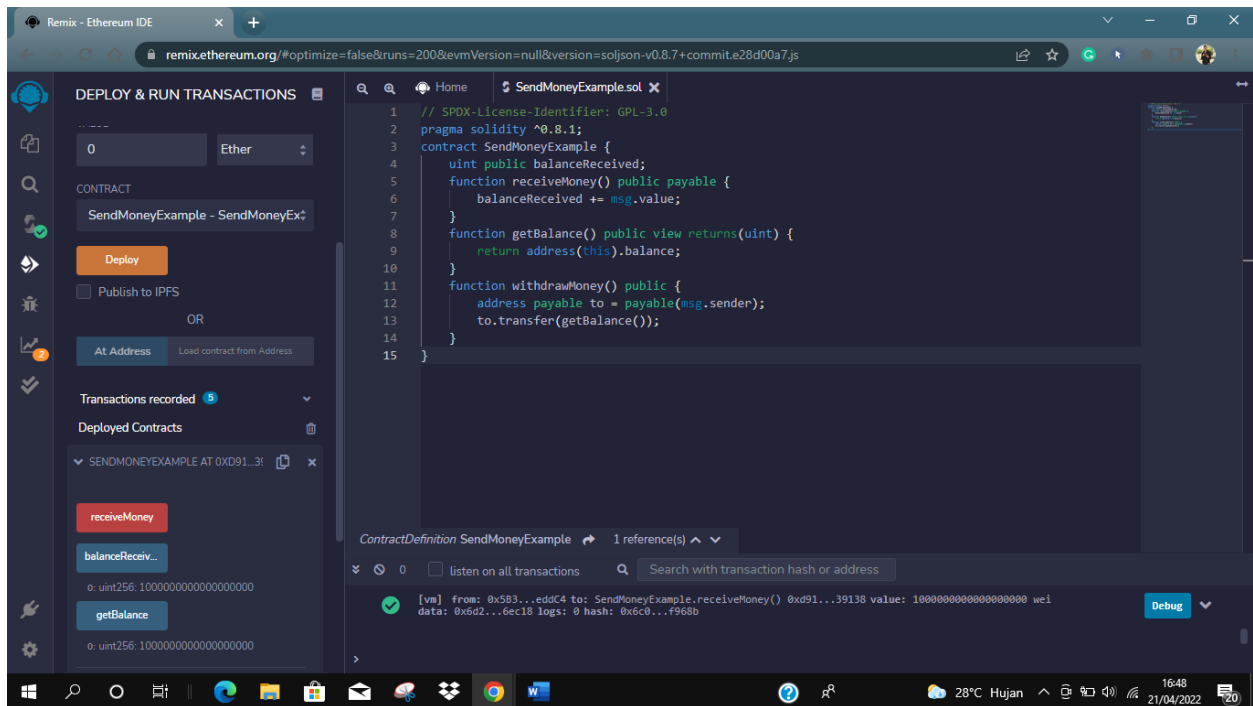 Remix - Ethereum IDE
remix.ethereum.org/#optimize=false&runs=200&evmVersion=null&version=soljson-v0.8.7+commit.e28d00a7.js
DEPLOY & RUN TRANSACTIONS
0 Ether
CONTRACT
SendMoneyExample - SendMoneyEx
Deploy
Publish to IPFS
OR
At Address Load contract from Address
Transactions recorded 5
Deployed Contracts
SENDMONEYEXAMPLE AT 0XD91...39
receiveMoney
balanceReceiv...
0: uint256: 1000000000000000000
getBalance
0: uint256: 1000000000000000000
2
Home SendMoneyExample.sol
1 // SPDX-License-Identifier: GPL-3.0
2 pragma solidity ^0.8.1;
3 contract SendMoneyExample {
4 uint public balanceReceived;
5 function receiveMoney() public payable {
6 balanceReceived += msg.value;
7 }
8 function getBalance() public view returns(uint) {
9 return address(this).balance;
10 }
11 function withdrawMoney() public {
12 address payable to = payable(msg.sender);
13 to.transfer(getBalance());
14 }
15 }
ContractDefinition SendMoneyExample 1 reference(s)
0 listen on all transactions Search with transaction hash or address
[vm] from: 0x5B3...eddC4 to: SendMoneyExample.receiveMoney() 0xd91...39138 value: 1000000000000000000 wei
data: 0x6d2...6ec18 logs: 0 hash: 0x6c0...f968b
Debug
>
28°C Hujan
16:48
21/04/2022
20